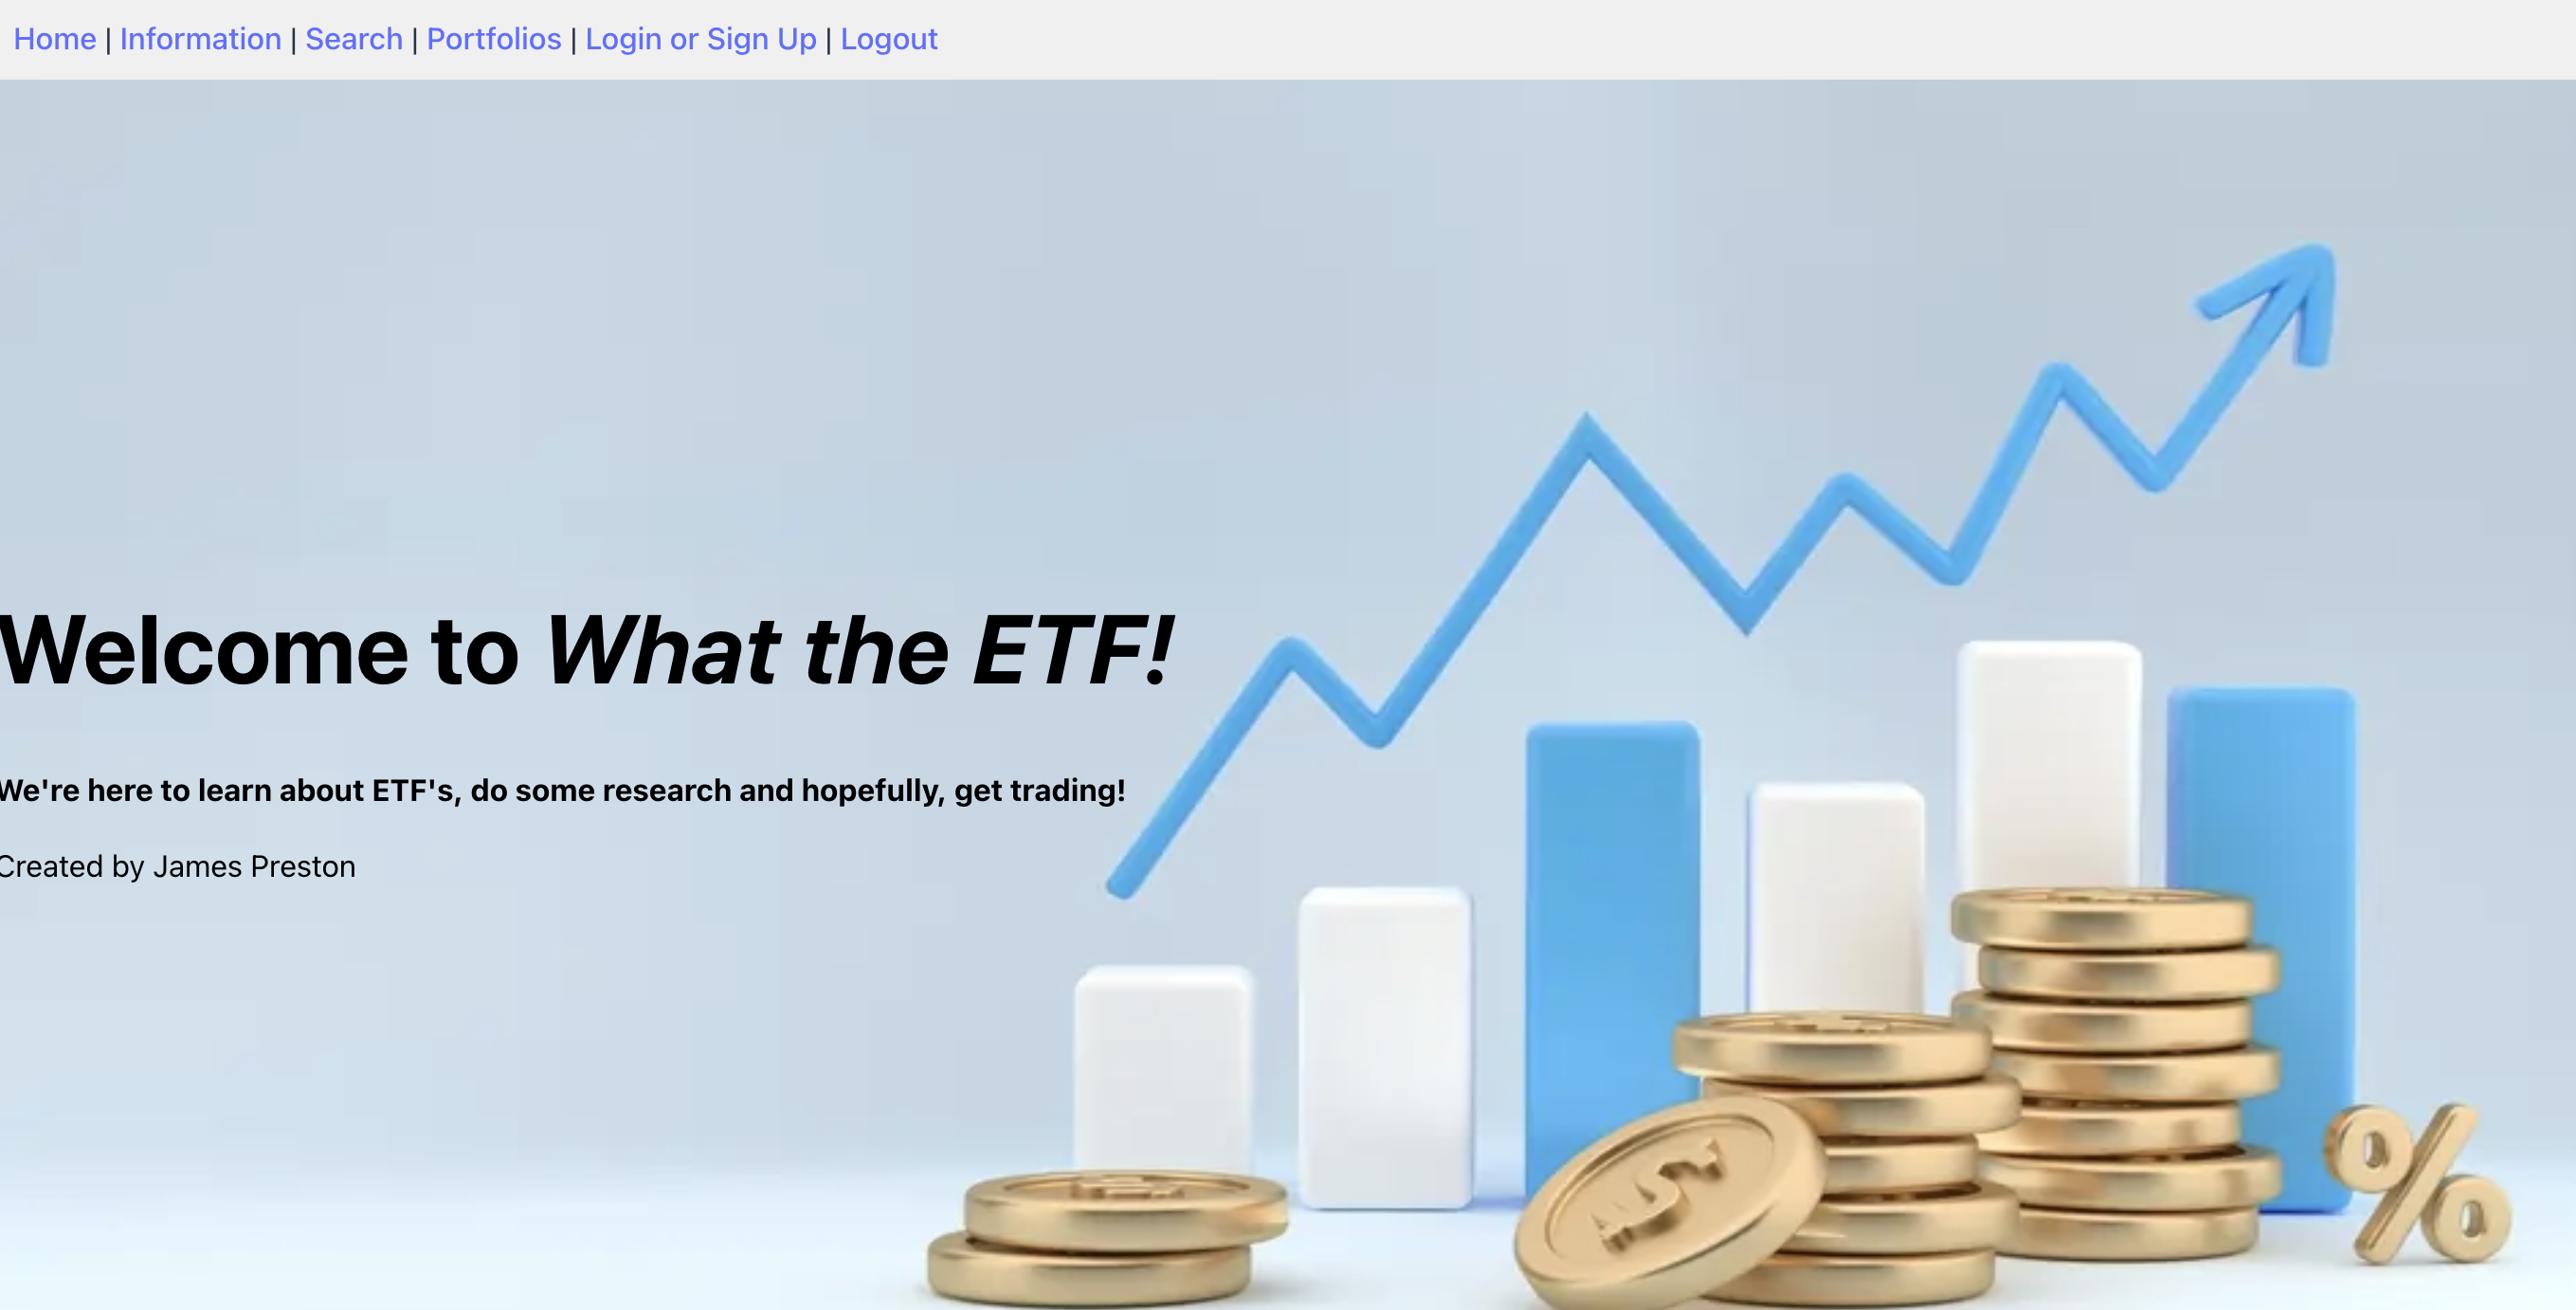 Home | Information | Search | Portfolios | Login or Sign Up | Logout
Welcome to What the ETF!
We're here to learn about ETF's, do some research and hopefully, get trading!
Created by James Preston
%